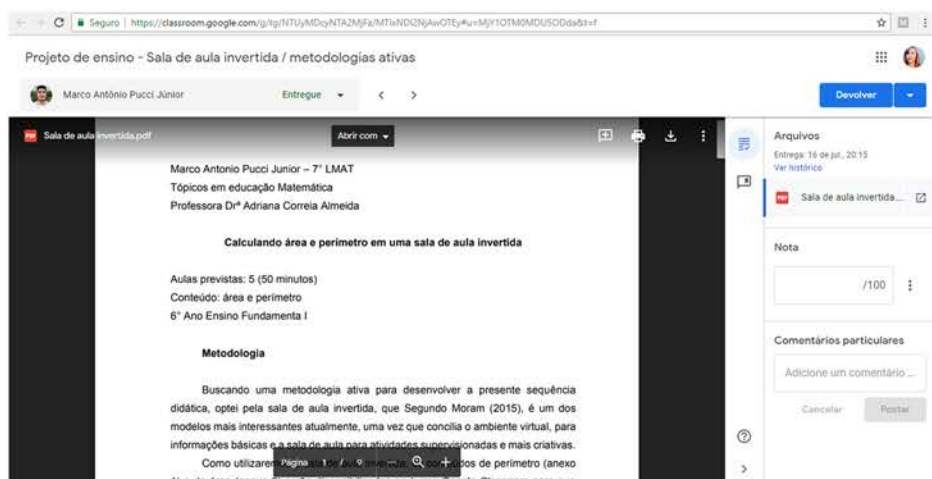 Seguro | https://classroom.google.com/g/tg/
Projeto de ensino - Sala de aula invertida / metodologias ativas
Marco Antônio Pucci Júnior Entregue Devolver
Sala de aula invertida.pdf Abrir com
Marco Antonio Pucci Junior – 7° LMAT
Tópicos em educação Matemática
Professora Drª Adriana Correia Almeida
Calculando área e perímetro em uma sala de aula invertida
Aulas previstas: 5 (50 minutos)
Conteúdo: área e perímetro
6° Ano Ensino Fundamenta I
Metodologia
Buscando uma metodologia ativa para desenvolver a presente sequência
didática, optei pela sala de aula invertida, que Segundo Moram (2015), é um dos
modelos mais interessantes atualmente, uma vez que concilia o ambiente virtual, para
informações básicas e a sala de aula para atividades supervisionadas e mais criativas.
Como de perímetro (anexo
Página 1 / 9
Arquivos
Entrega: 16 de jul., 20:15
Ver histórico
PDF Sala de aula invertida....
Nota
/100
Comentários particulares
Adicione um comentário ...
Cancelar Postar